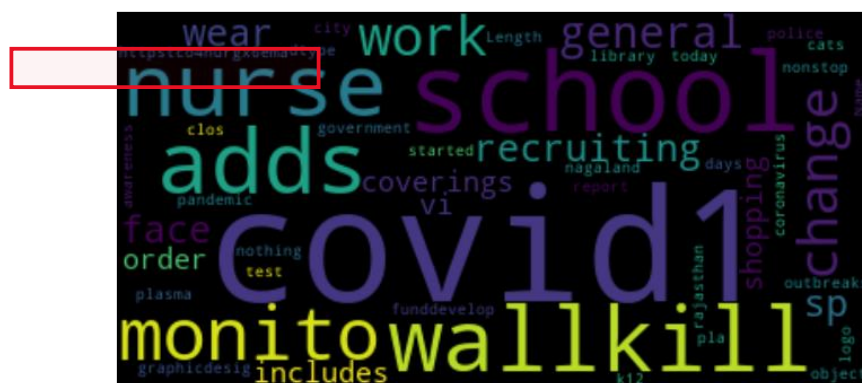 wear
city
work
Length
general
police
cats
library
today
nonstop
nurse
school
clos
government
change
adds
started
recruiting
nagaland
days
coronavirus
awareness
pandemic
coverings
vi
report
shopping
face
covid1
order
nothing
test
rajasthan
outbreak
plasma
funddevelop
sp
monito
wallkill
pla
logo
graphicdesig
includes
k12
object